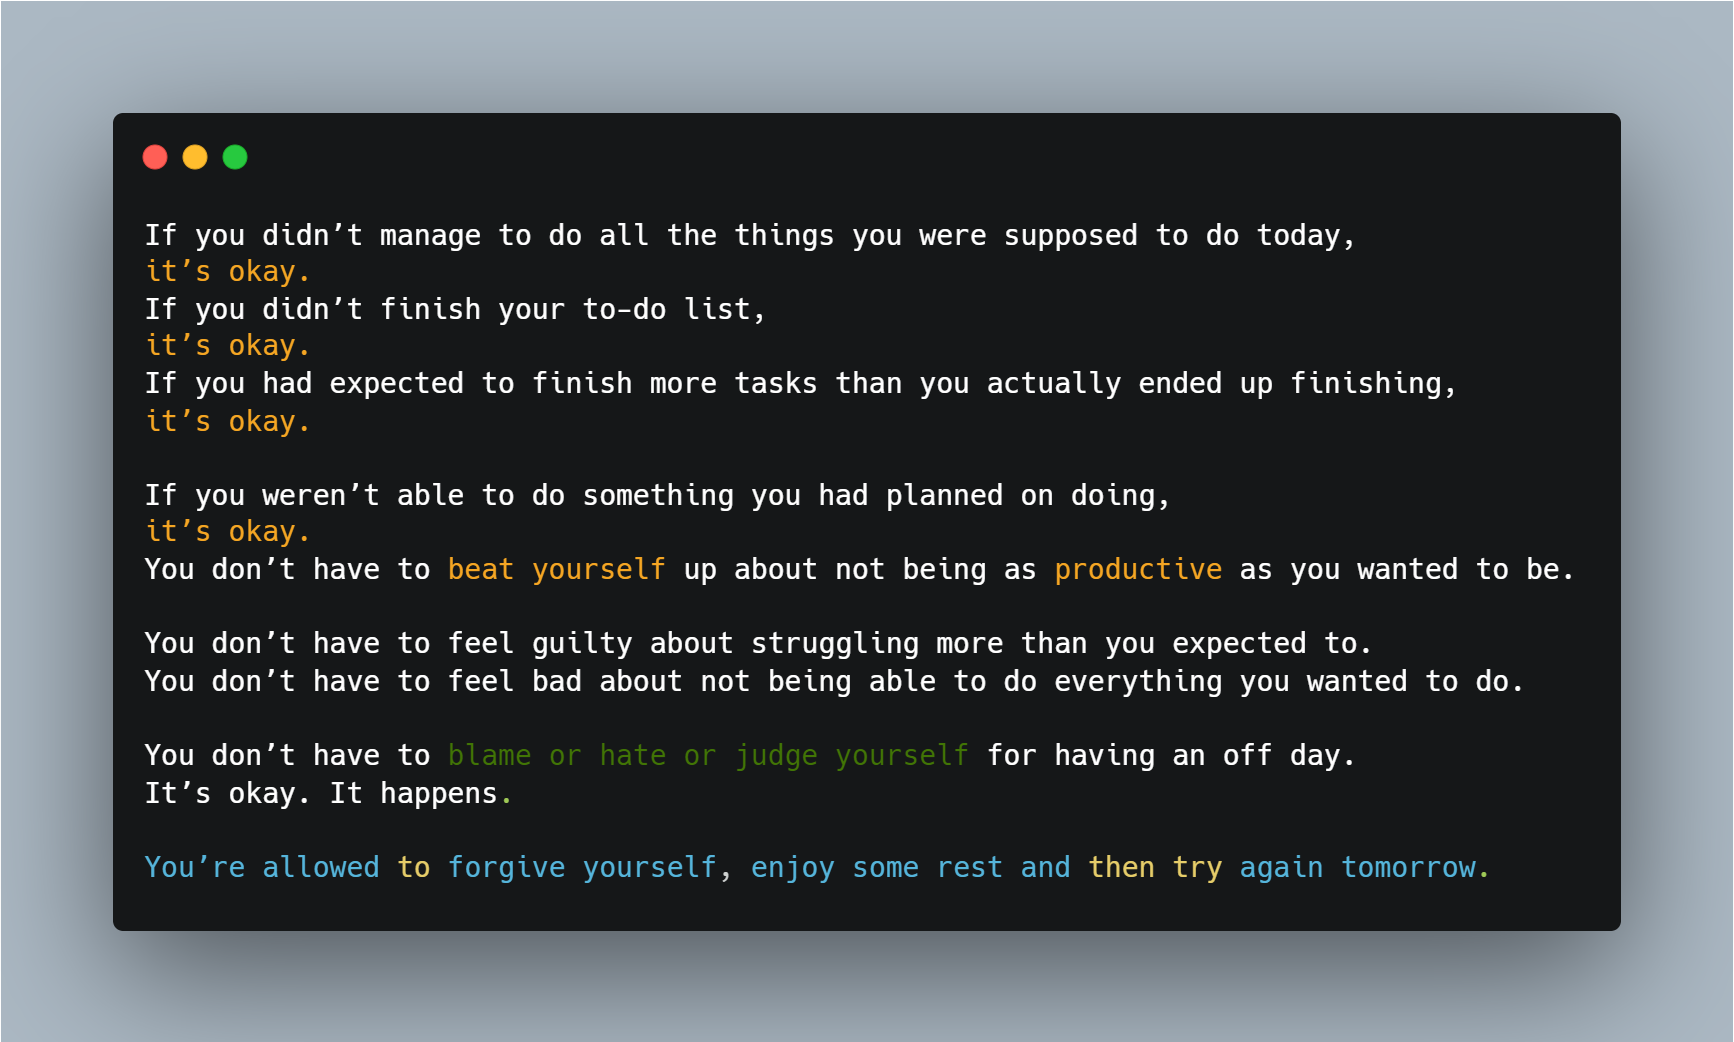 If you didn’t manage to do all the things you were supposed to do today,
it’s okay.
If you didn’t finish your to-do list,
it’s okay.
If you had expected to finish more tasks than you actually ended up finishing,
it’s okay.
If you weren’t able to do something you had planned on doing,
it’s okay.
You don’t have to beat yourself up about not being as productive as you wanted to be.
You don’t have to feel guilty about struggling more than you expected to.
You don’t have to feel bad about not being able to do everything you wanted to do.
You don’t have to blame or hate or judge yourself for having an off day.
It’s okay. It happens.
You’re allowed to forgive yourself, enjoy some rest and then try again tomorrow.